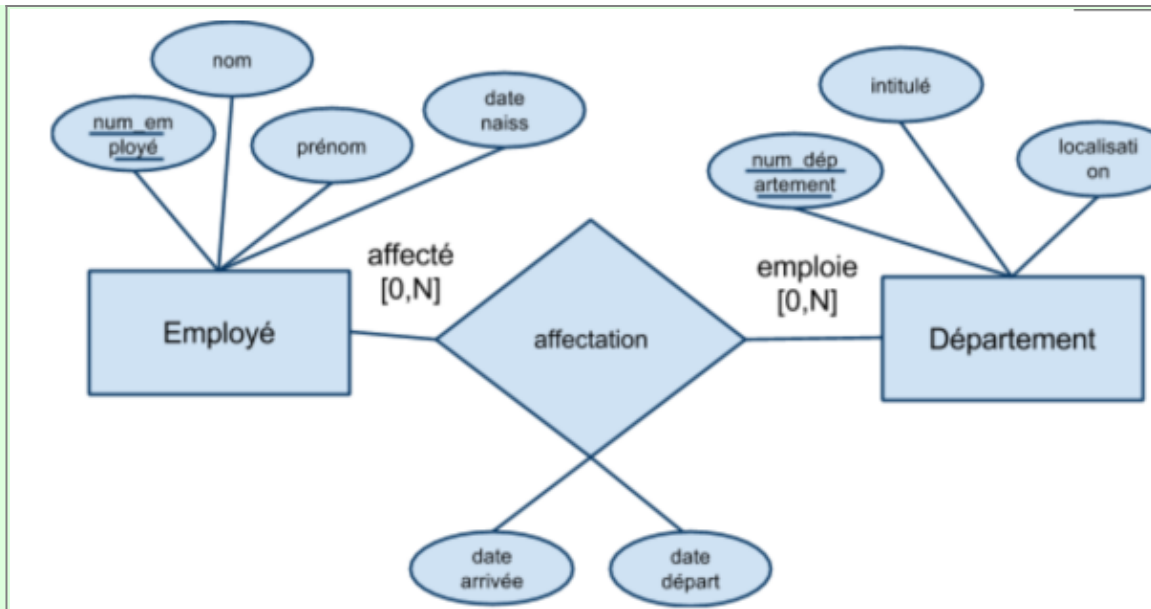 nom
num_em
ployé
prénom
date
naiss
intitulé
num_dép
artement
localisati
on
affecté
[0,N]
emploie
[0,N]
Employé
affectation
Département
date
arrivée
date
départ